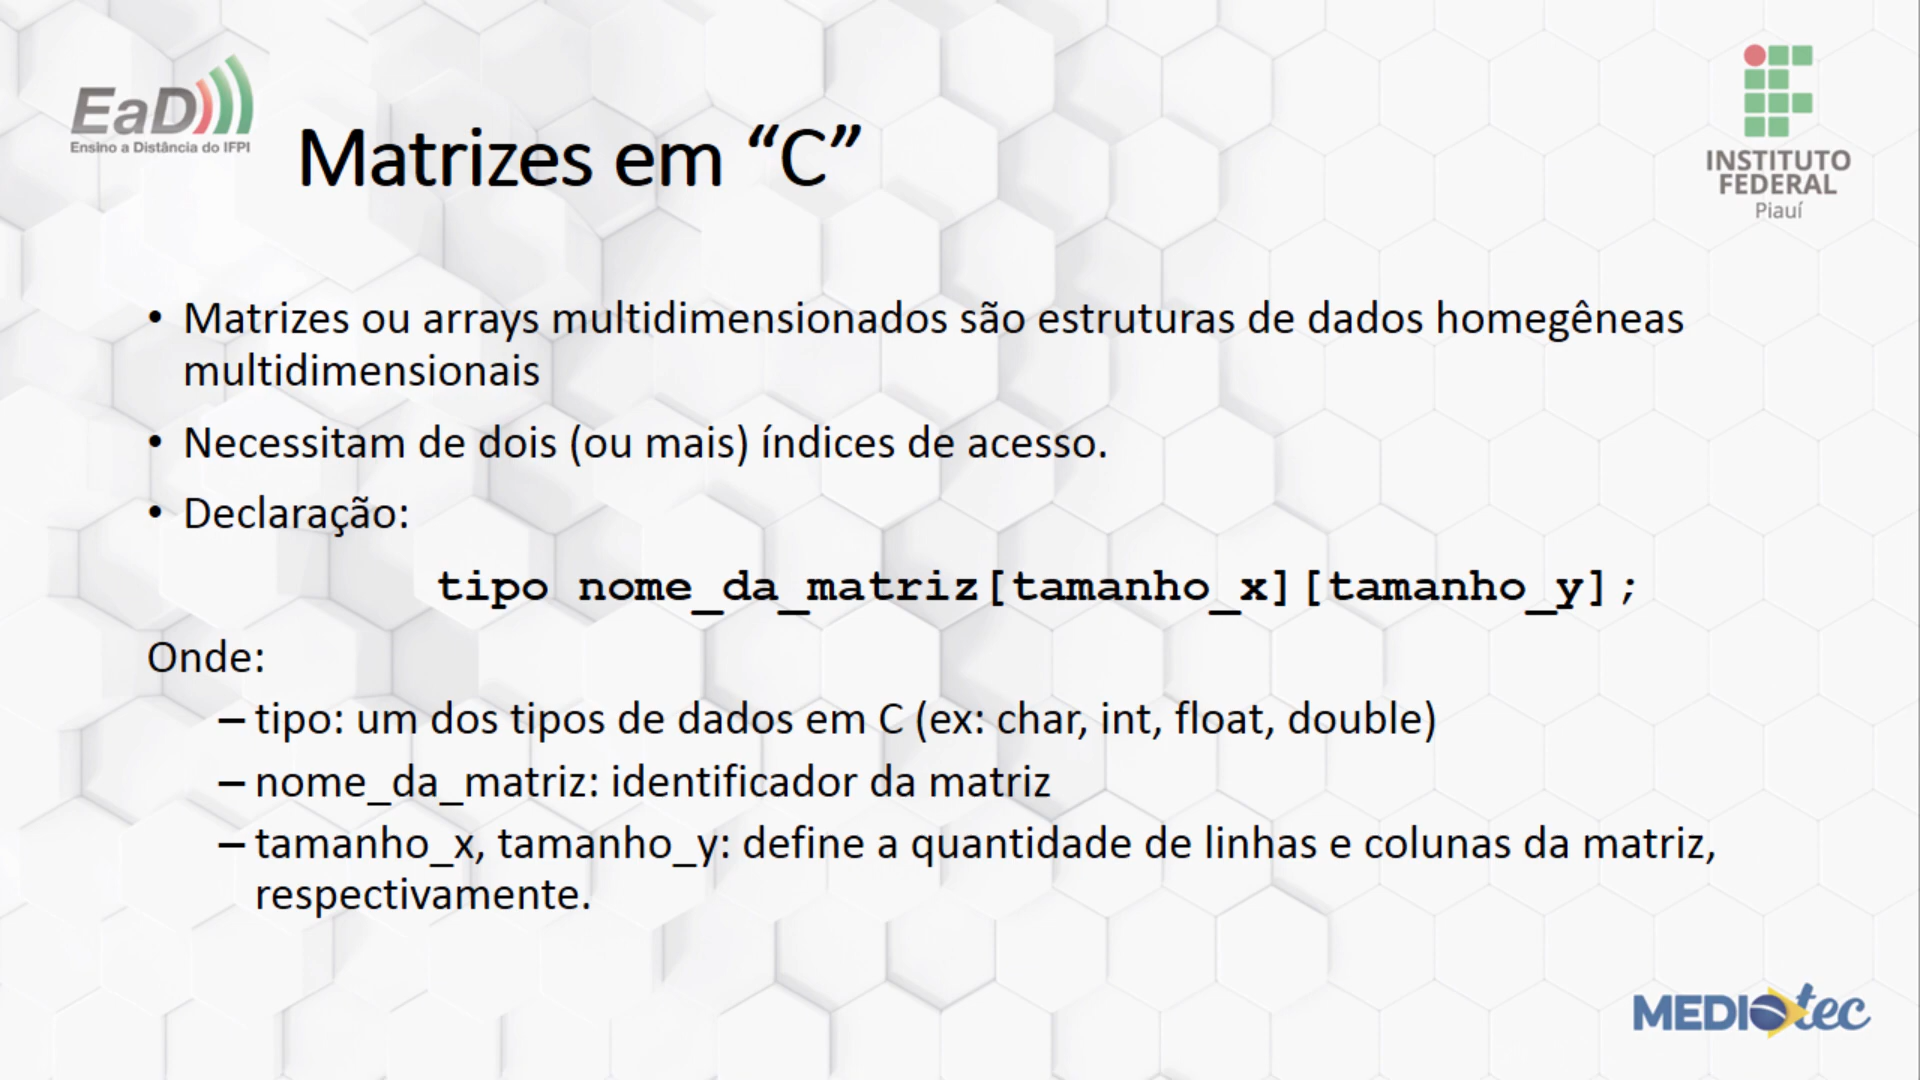 EaD
Ensino a Distância do IFPI
Matrizes em “C”
INSTITUTO
FEDERAL
Piauí
• Matrizes ou arrays multidimensionados são estruturas de dados homegêneas
multidimensionais
• Necessitam de dois (ou mais) índices de acesso.
• Declaração:
tipo nome_da_matriz[tamanho_x][tamanho_y];
Onde:
– tipo: um dos tipos de dados em C (ex: char, int, float, double)
– nome_da_matriz: identificador da matriz
– tamanho_x, tamanho_y: define a quantidade de linhas e colunas da matriz,
respectivamente.
MEDIOtec